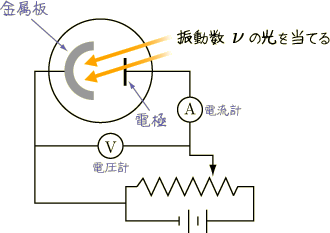 金属板
振動数 ν の光を当てる
電極
A 電流計
V
電圧計